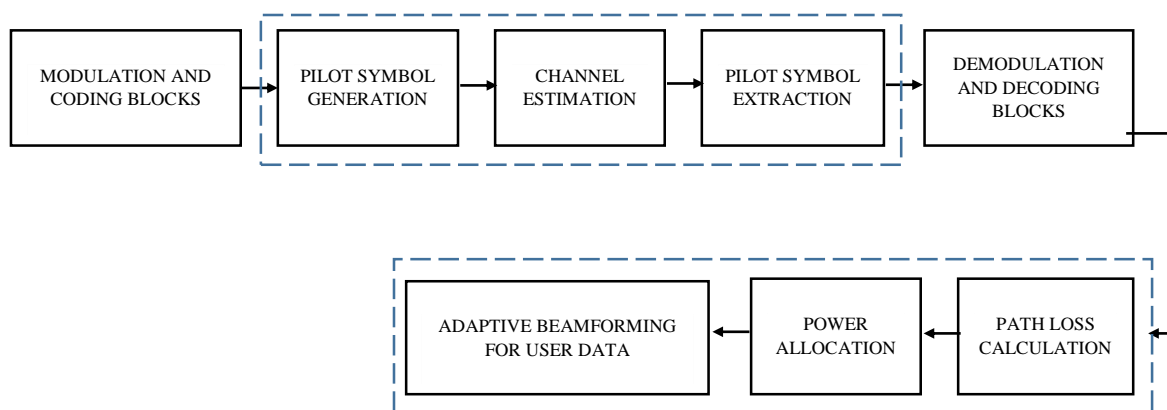 MODULATION AND
CODING BLOCKS
PILOT SYMBOL
GENERATION
CHANNEL
ESTIMATION
PILOT SYMBOL
EXTRACTION
DEMODULATION
AND DECODING
BLOCKS
ADAPTIVE BEAMFORMING
FOR USER DATA
POWER
ALLOCATION
PATH LOSS
CALCULATION